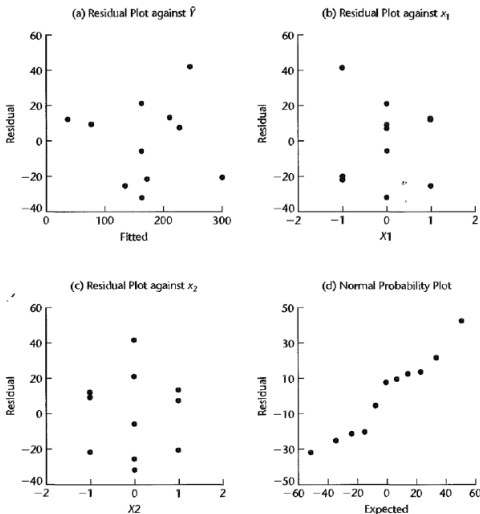 (a) Residual Plot against Ŷ
60
40
20
0
−20
−40
0 100 200 300
Residual
Fitted
(b) Residual Plot against x₁
60
40
20
0
−20
−40
−2 −1 0 1 2
Residual
X1
(c) Residual Plot against x₂
60
40
20
0
−20
−40
−50
−2 −1 0 1 2
Residual
X2
(d) Normal Probability Plot
50
30
10
−10
−30
−50
−60 −40 −20 0 20 40 60
Residual
Expected